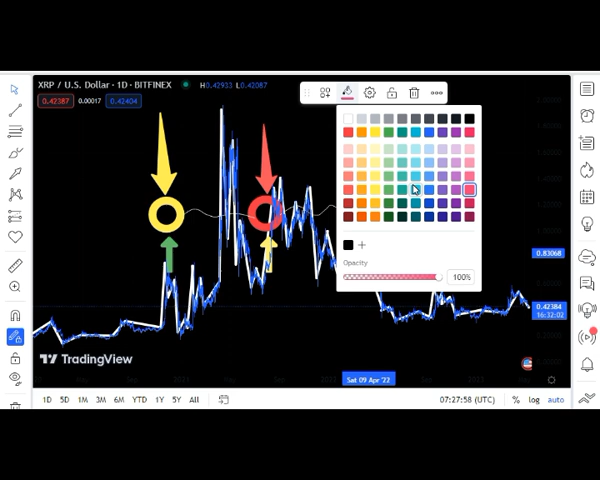 XRP / U.S. Dollar · 1D · BITFINEX H0.42933 L0.42087
0.42387 0.00017 0.42404
Opacity
100%
0.83068
0.42384
16:32:02
TradingView
2021 2022
Sat 09 Apr '22
1D 5D 1M 3M 6M YTD 1Y 5Y All 07:27:58 (UTC) % log auto